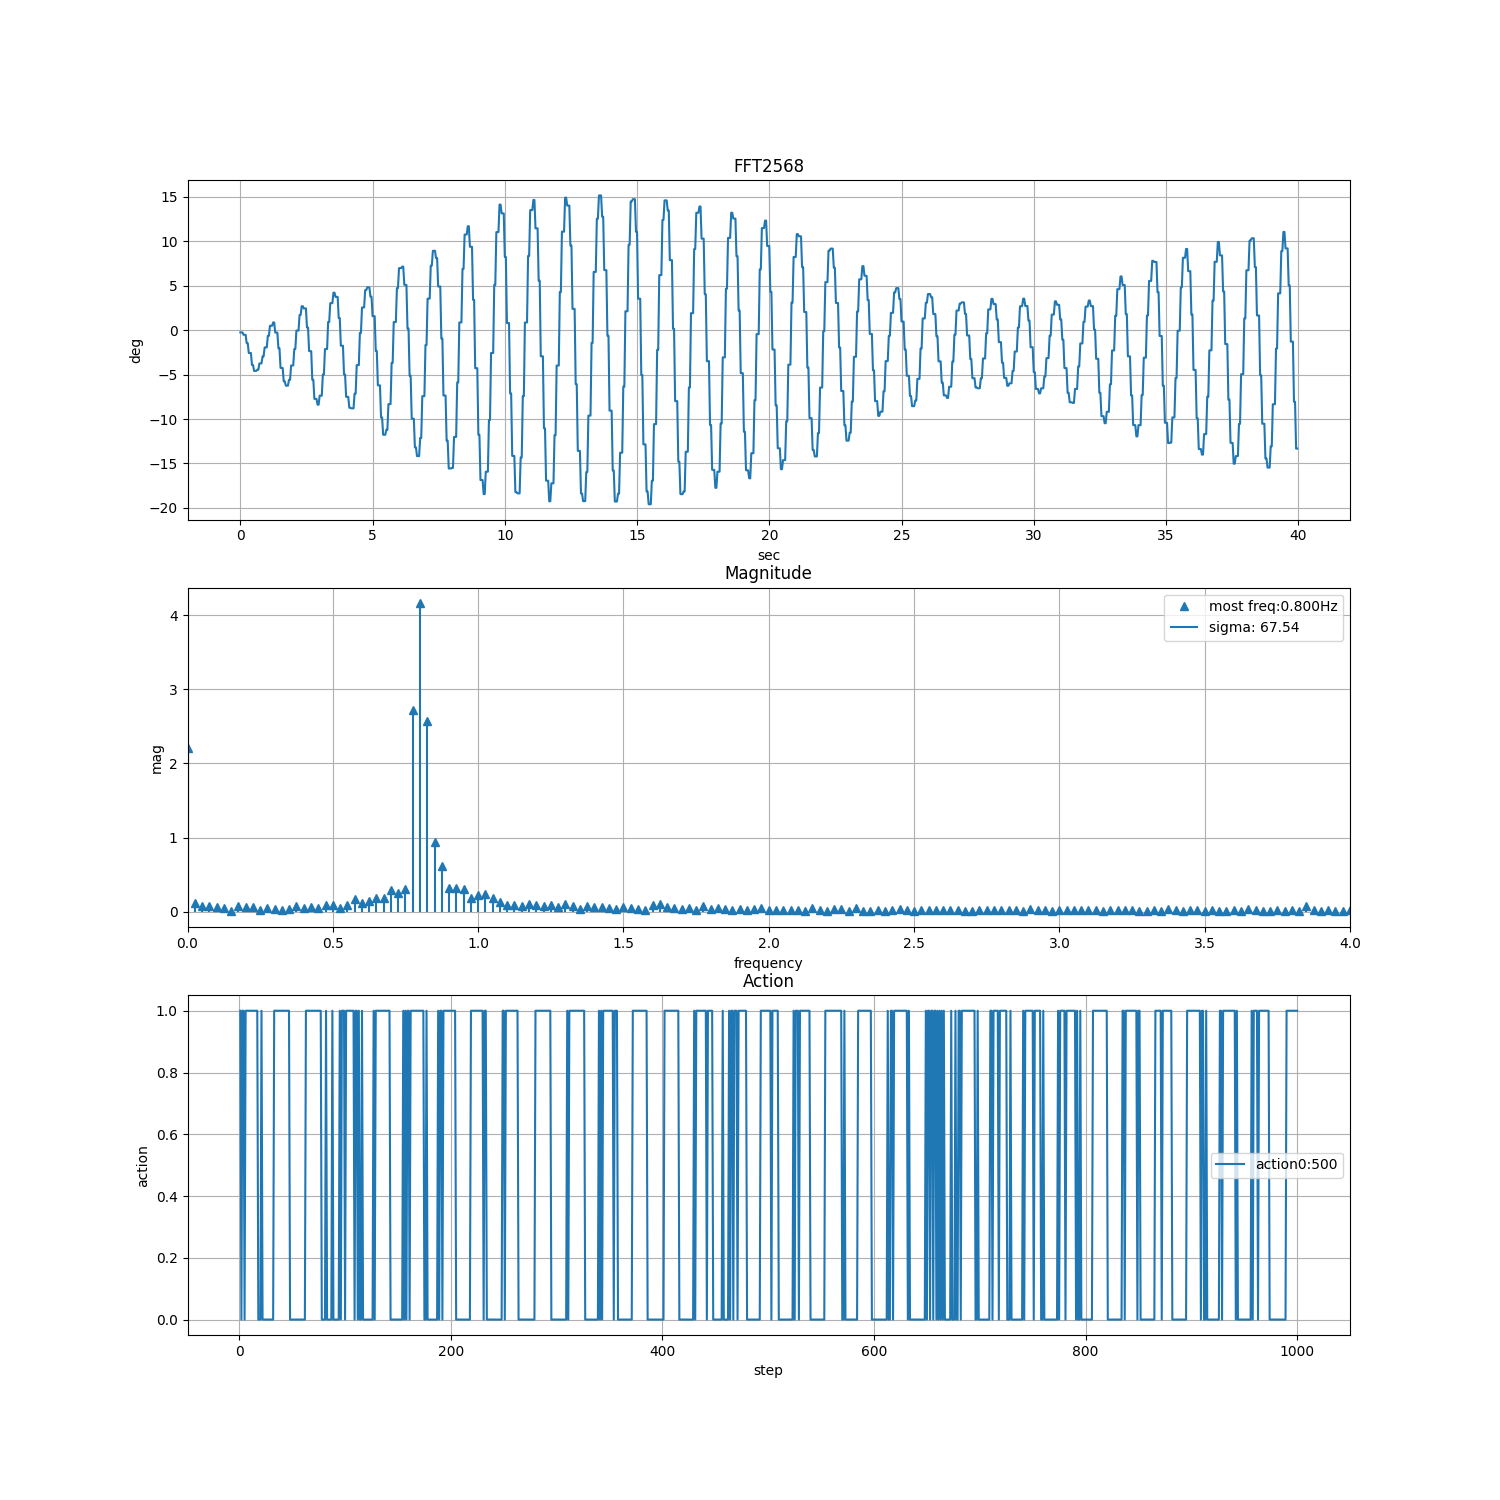 FFT2568
15
10
5
0
−5
−10
−15
−20
deg
0 5 10 15 20 25 30 35 40
sec
Magnitude
most freq:0.800Hz
sigma: 67.54
4
3
2
1
0
mag
0.0 0.5 1.0 1.5 2.0 2.5 3.0 3.5 4.0
frequency
Action
1.0
0.8
0.6
0.4
0.2
0.0
action
action0:500
0 200 400 600 800 1000
step